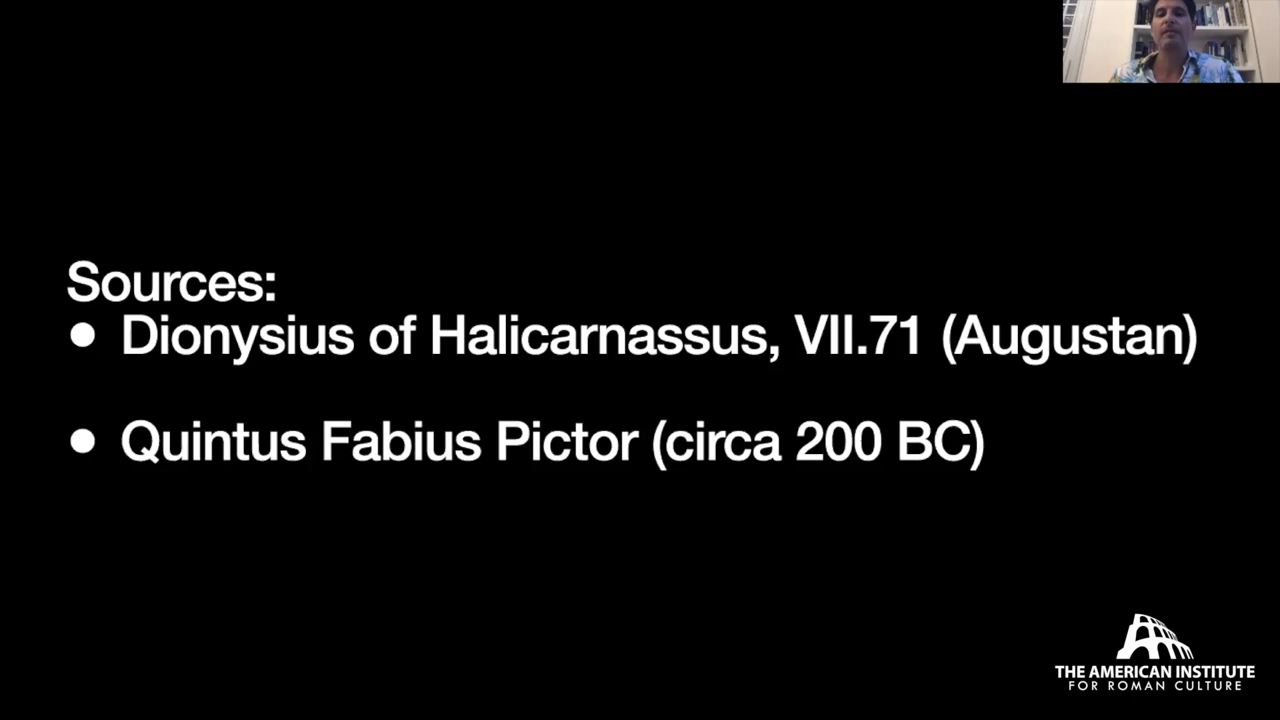 Sources:
● Dionysius of Halicarnassus, VII.71 (Augustan)
● Quintus Fabius Pictor (circa 200 BC)
THE AMERICAN INSTITUTE
FOR ROMAN CULTURE